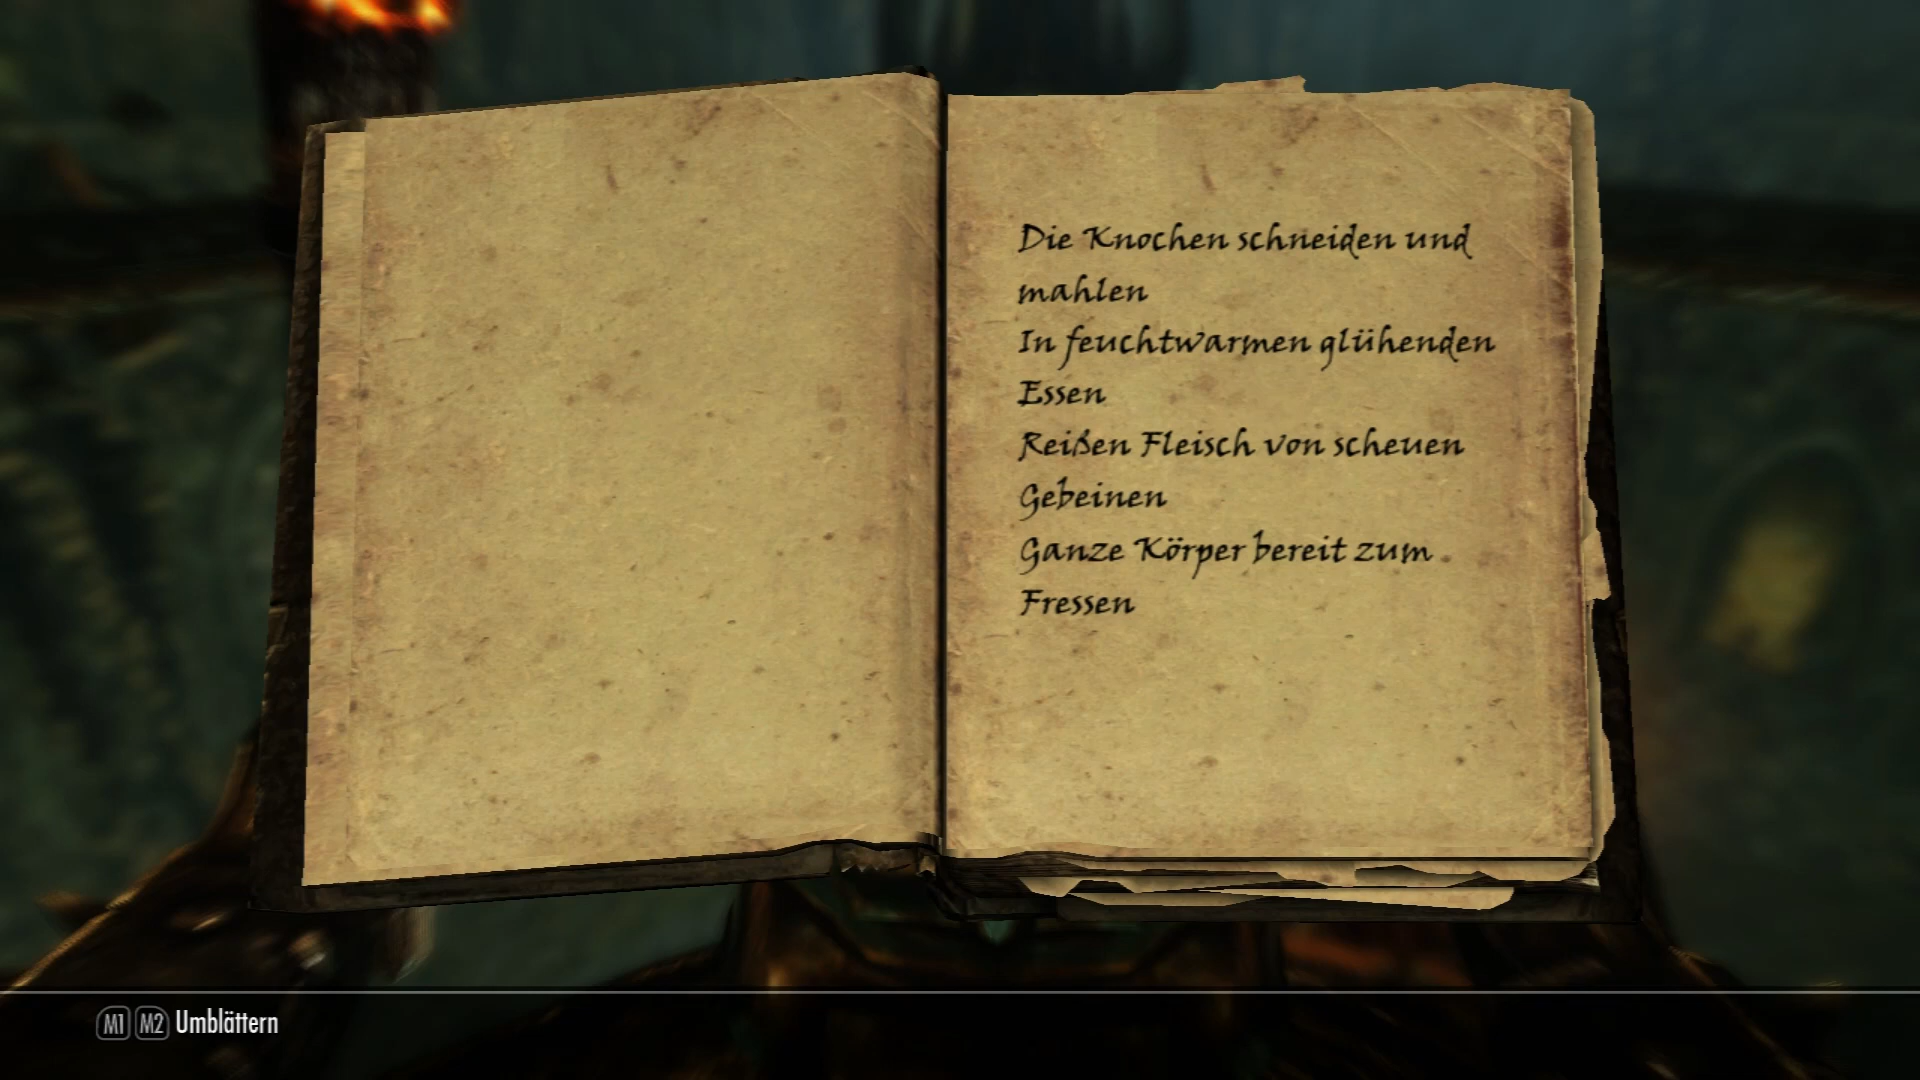 Die Knochen schneiden und
mahlen
In feuchtwarmen glühenden
Essen
Reißen Fleisch von scheuen
Gebeinen
Ganze Körper bereit zum
Fressen
M1 M2 Umblättern